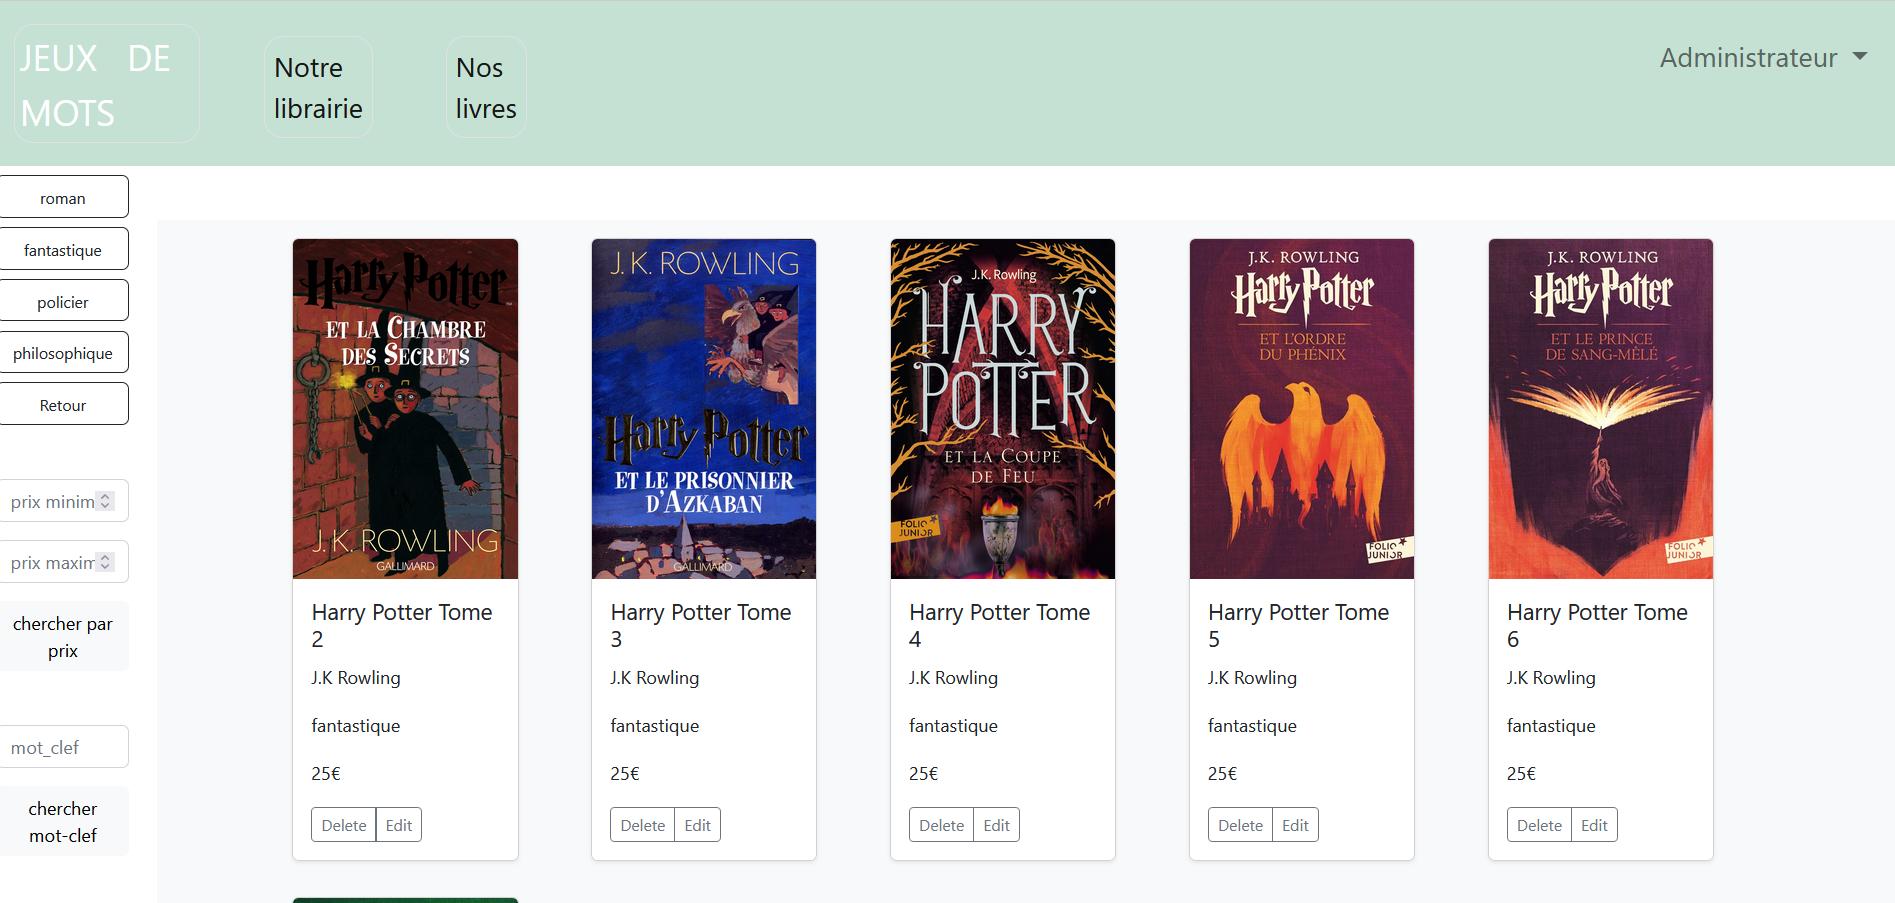 JEUX DE
MOTS
Notre
librairie
Nos
livres
Administrateur
roman
fantastique
policier
philosophique
Retour
prix minim
prix maxim
chercher par
prix
mot_clef
chercher
mot-clef
Harry Potter
ET LA CHAMBRE
DES SECRETS
J. K. ROWLING
GALLIMARD
Harry Potter Tome
2
J.K Rowling
fantastique
25€
Delete Edit
J. K. ROWLING
Harry Potter
ET LE PRISONNIER
D'AZKABAN
GALLIMARD
Harry Potter Tome
3
J.K Rowling
fantastique
25€
Delete Edit
J.K. Rowling
HARRY
POTTER
ET LA COUPE
DE FEU
FOLIO
JUNIOR
Harry Potter Tome
4
J.K Rowling
fantastique
25€
Delete Edit
J.K. ROWLING
Harry Potter
ET L'ORDRE
DU PHÉNIX
FOLIO
JUNIOR
Harry Potter Tome
5
J.K Rowling
fantastique
25€
Delete Edit
J.K. ROWLING
Harry Potter
ET LE PRINCE
DE SANG-MÊLÉ
FOLIO
JUNIOR
Harry Potter Tome
6
J.K Rowling
fantastique
25€
Delete Edit